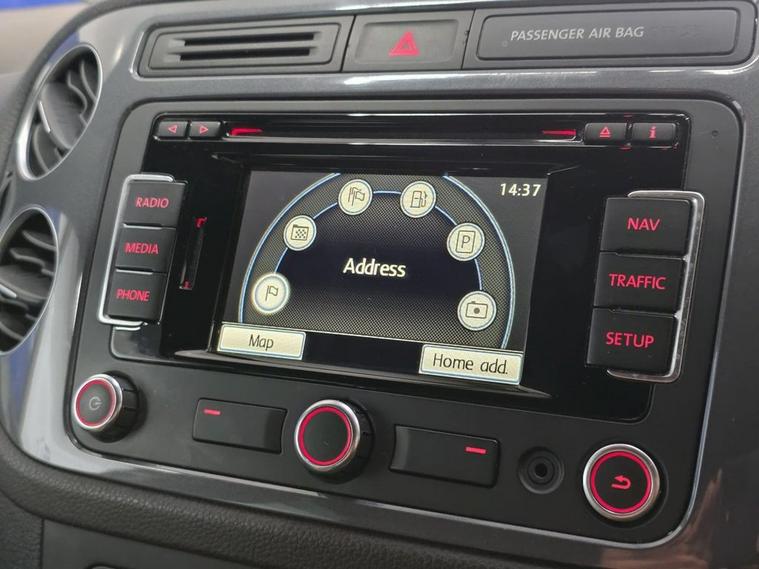 PASSENGER AIR BAG
i
RADIO
MEDIA
PHONE
14:37
P
Address
Map
Home add.
NAV
TRAFFIC
SETUP